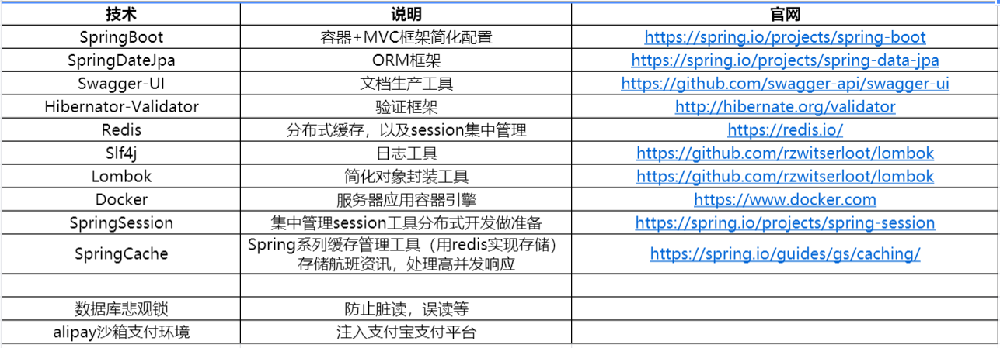 技术 说明 官网
SpringBoot 容器+MVC框架简化配置 https://spring.io/projects/spring-boot
SpringDateJpa ORM框架 https://spring.io/projects/spring-data-jpa
Swagger-UI 文档生产工具 https://github.com/swagger-api/swagger-ui
Hibernator-Validator 验证框架 http://hibernate.org/validator
Redis 分布式缓存，以及session集中管理 https://redis.io/
Slf4j 日志工具 https://github.com/rzwitserloot/lombok
Lombok 简化对象封装工具 https://github.com/rzwitserloot/lombok
Docker 服务器应用容器引擎 https://www.docker.com
SpringSession 集中管理session工具分布式开发做准备 https://spring.io/projects/spring-session
SpringCache Spring系列缓存管理工具（用redis实现存储） https://spring.io/guides/gs/caching/
存储航班资讯，处理高并发响应
数据库悲观锁 防止脏读，误读等
alipay沙箱支付环境 注入支付宝支付平台